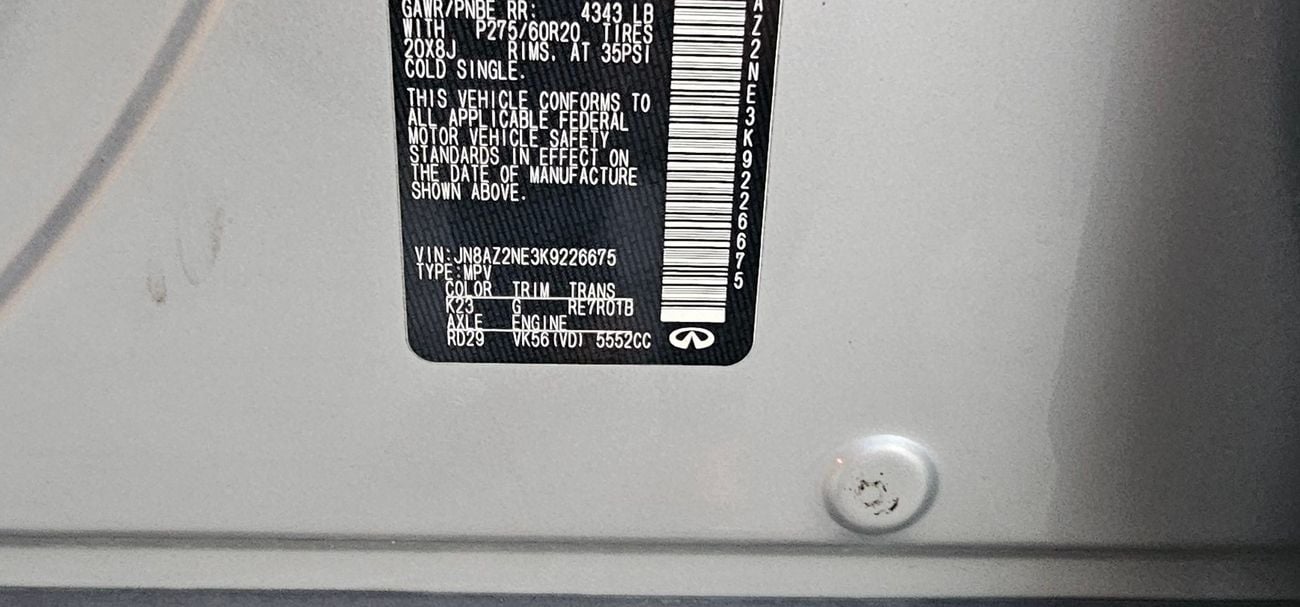 GAWR/PNBE RR: 4343 LB
WITH P275/60R20 TIRES
20X8J RIMS. AT 35PSI
COLD SINGLE.
THIS VEHICLE CONFORMS TO
ALL APPLICABLE FEDERAL
MOTOR VEHICLE SAFETY
STANDARDS IN EFFECT ON
THE DATE OF MANUFACTURE
SHOWN ABOVE.
VIN:JN8AZ2NE3K9226675
TYPE:MPV
COLOR TRIM TRANS
K23 G RE7R01B
AXLE ENGINE
RD29 VK56(VD) 5552CC
AZ2NE3K9226675